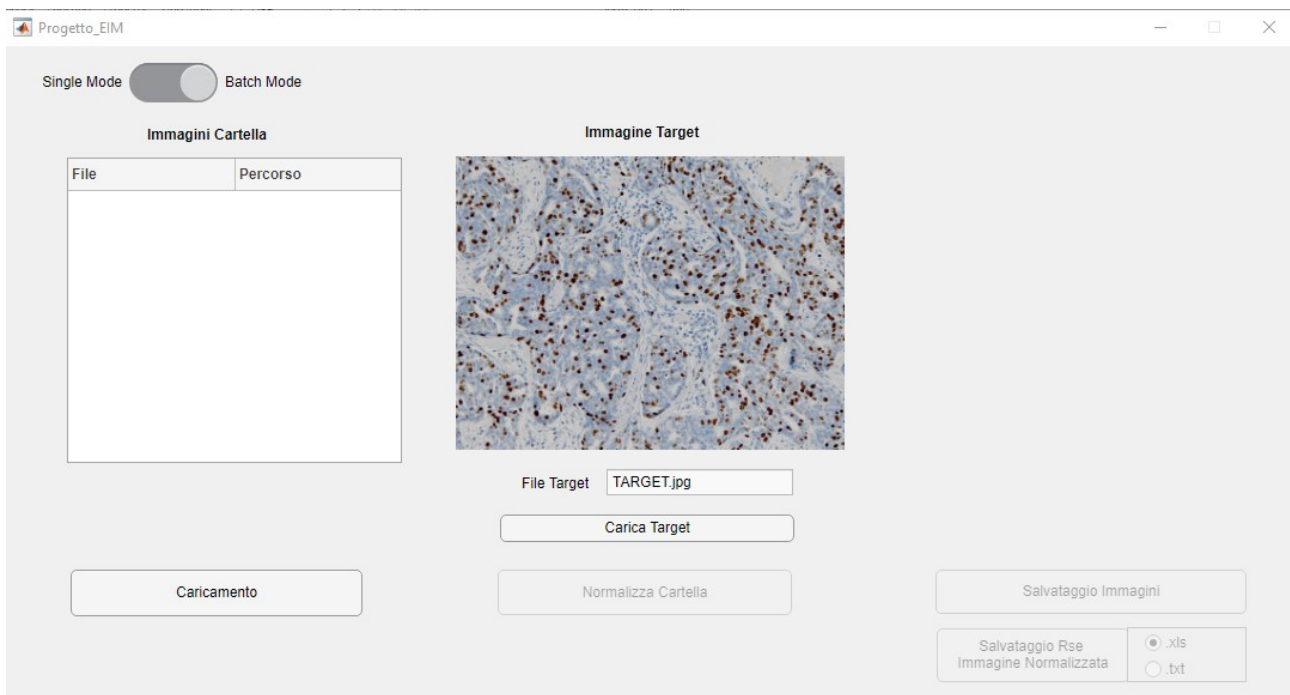 Progetto_EIM
Single Mode
Batch Mode
Immagini Cartella
Immagine Target
File
Percorso
File Target
TARGET.jpg
Carica Target
Caricamento
Normalizza Cartella
Salvataggio Immagini
Salvataggio Rse
Immagine Normalizzata
.xls
.txt